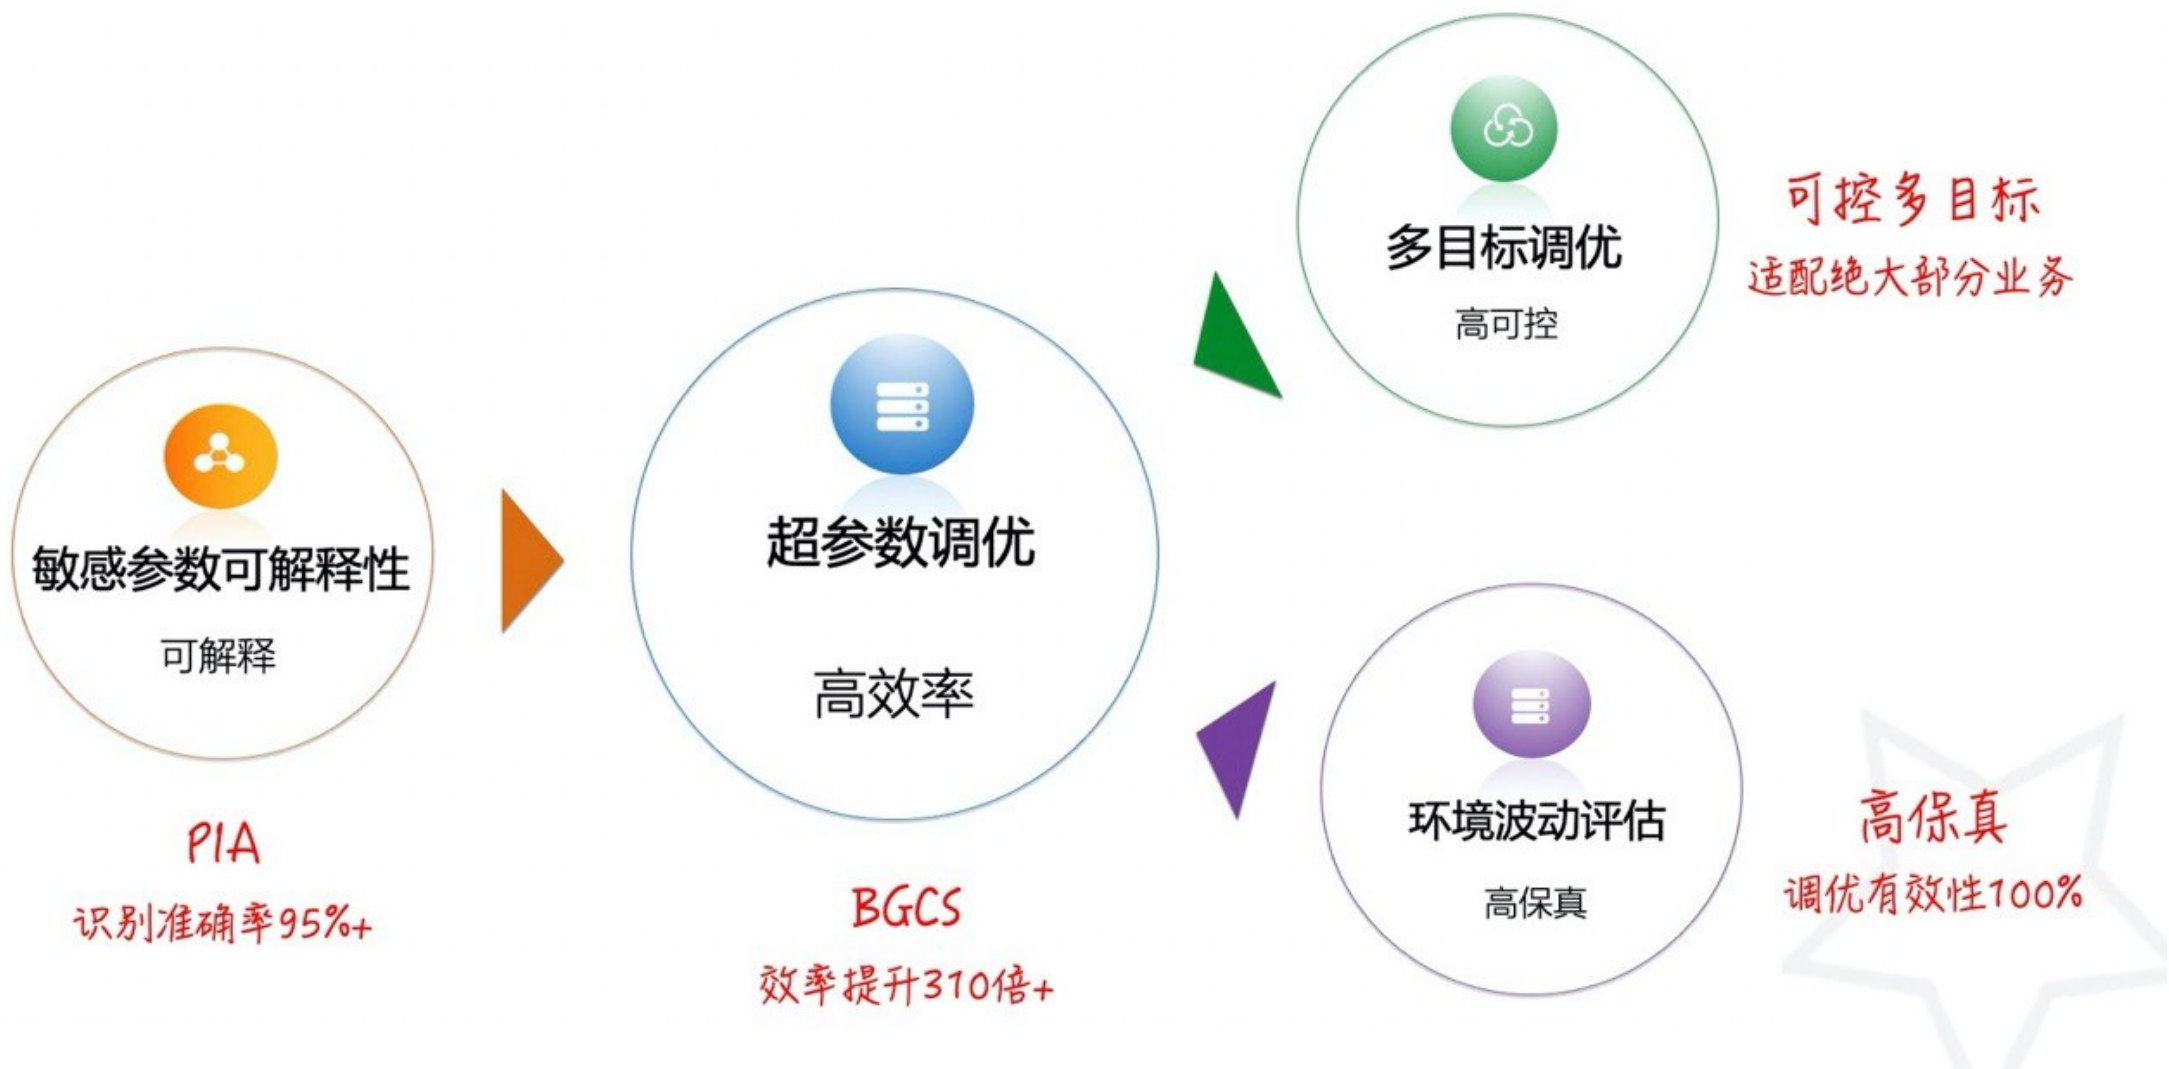 敏感参数可解释性
可解释
PIA
识别准确率95%+
超参数调优
高效率
BGCS
效率提升310倍+
多目标调优
高可控
可控多目标
适配绝大部分业务
环境波动评估
高保真
高保真
调优有效性100%